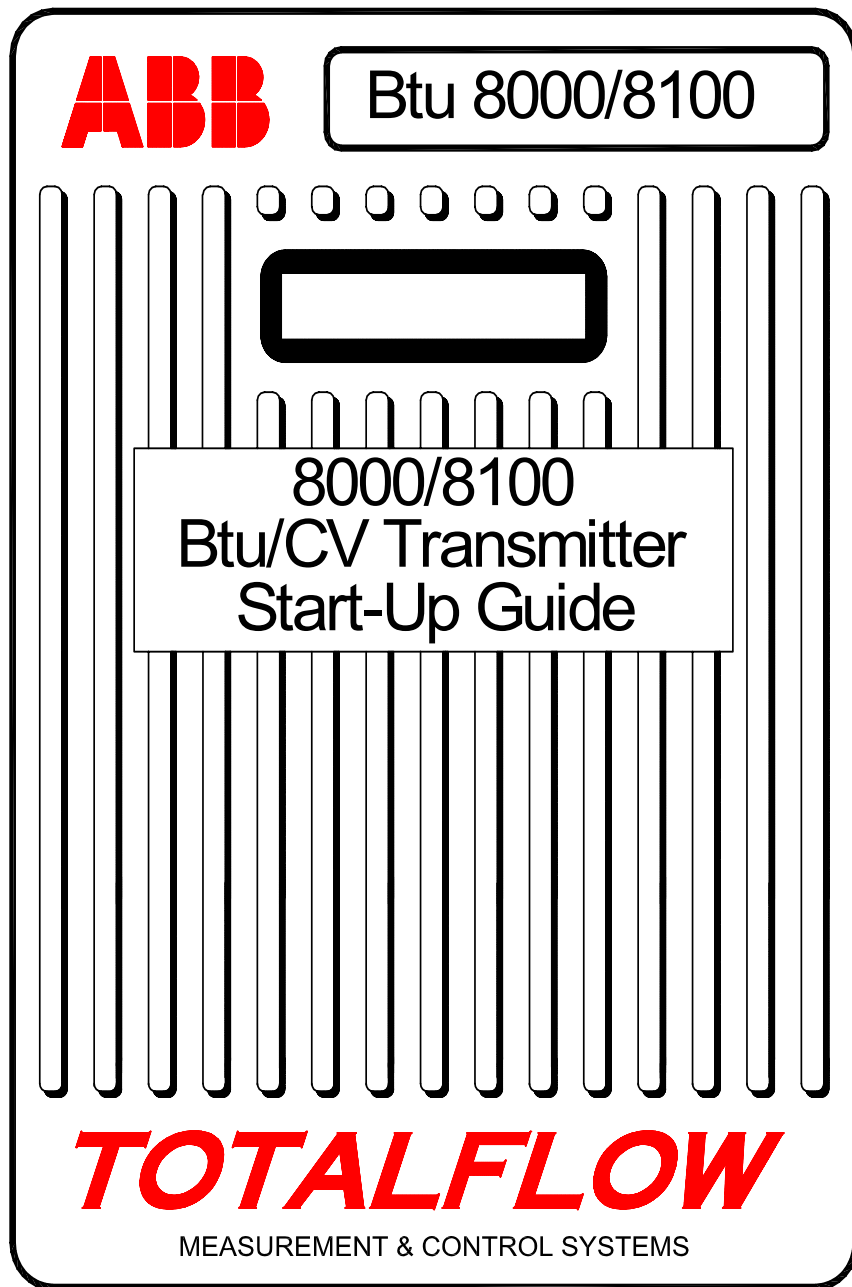 ABB
Btu 8000/8100
8000/8100
Btu/CV Transmitter
Start-Up Guide
TOTALFLOW
MEASUREMENT & CONTROL SYSTEMS